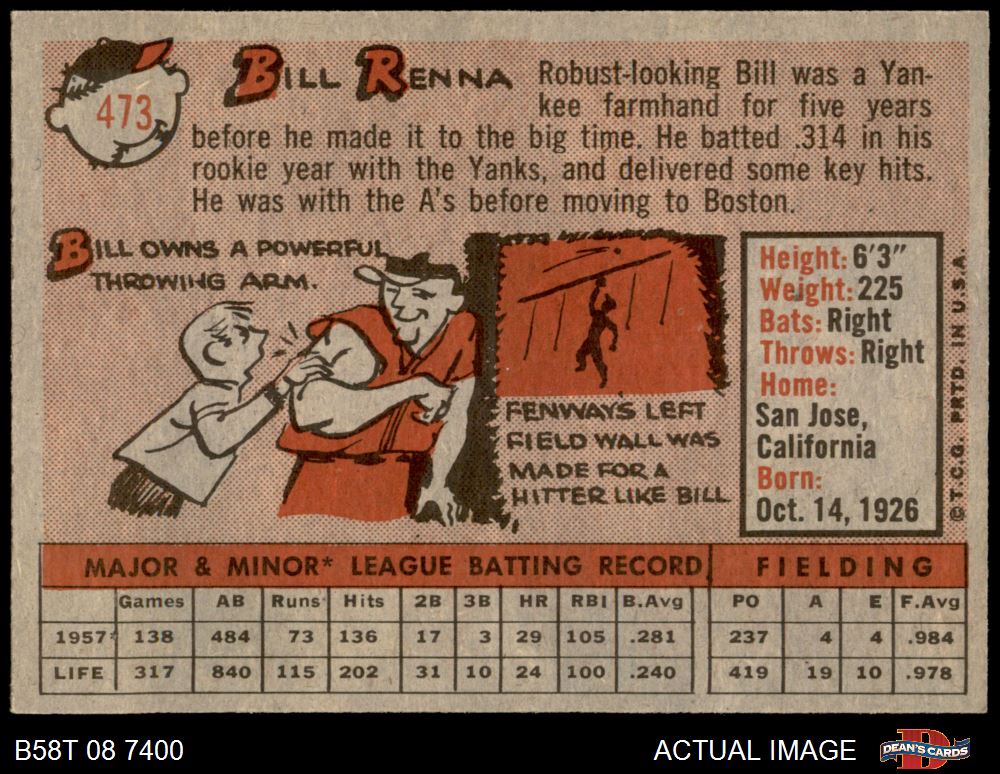 473
BILL RENNA
Robust-looking Bill was a Yan-
kee farmhand for five years
before he made it to the big time. He batted .314 in his
rookie year with the Yanks, and delivered some key hits.
He was with the A's before moving to Boston.
BILL OWNS A POWERFUL
THROWING ARM.
FENWAY'S LEFT
FIELD WALL WAS
MADE FOR A
HITTER LIKE BILL
Height: 6'3"
Weight: 225
Bats: Right
Throws: Right
Home:
San Jose,
California
Born:
Oct. 14, 1926
© T.C.G. PRTD. IN U.S.A.
MAJOR & MINOR* LEAGUE BATTING RECORD FIELDING
Games AB Runs Hits 2B 3B HR RBI B.Avg PO A E F.Avg
1957* 138 484 73 136 17 3 29 105 .281 237 4 4 .984
LIFE 317 840 115 202 31 10 24 100 .240 419 19 10 .978
B58T 08 7400 ACTUAL IMAGE DEAN'S CARDS